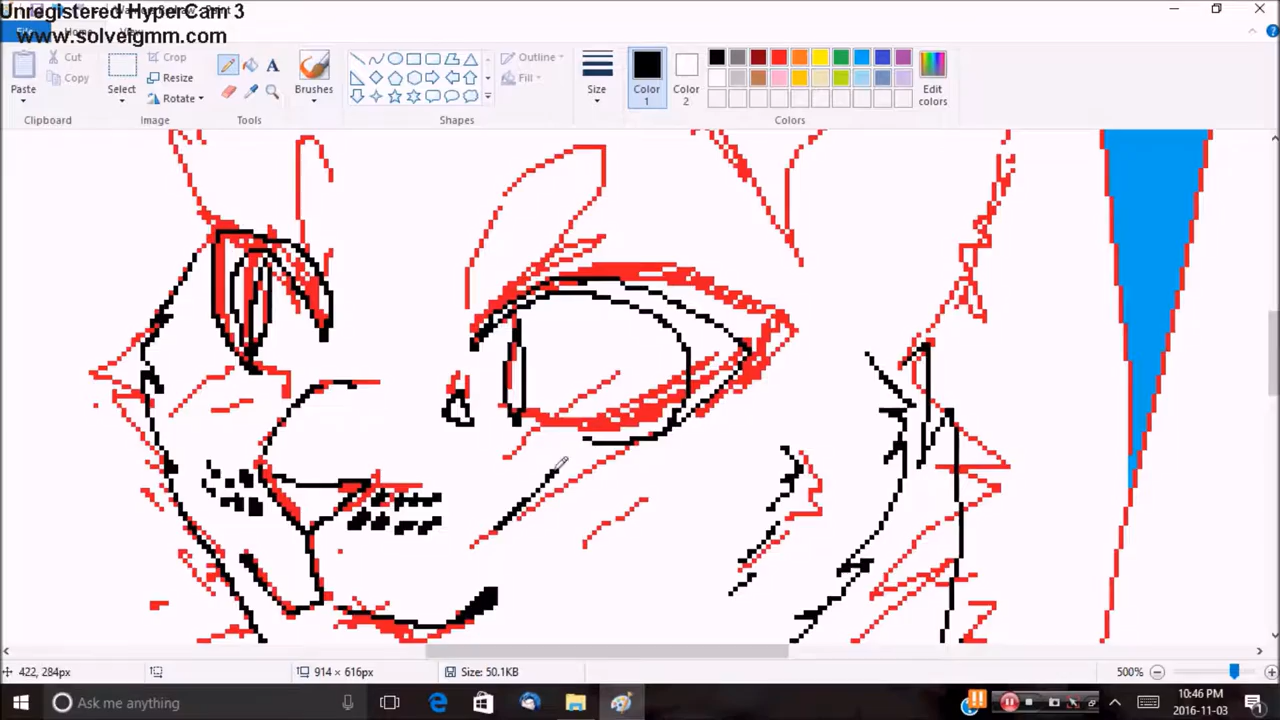 Unregistered HyperCam 3
www.solveigmm.com
Paste
Cut
Copy
Clipboard
Select
Crop
Resize
Rotate
Image
Tools
Brushes
Outline
Fill
Shapes
Size
Color
1
Color
2
Edit
colors
Colors
422, 284px
914 × 616px
Size: 50.1KB
500%
Ask me anything
10:46 PM
2016-11-03